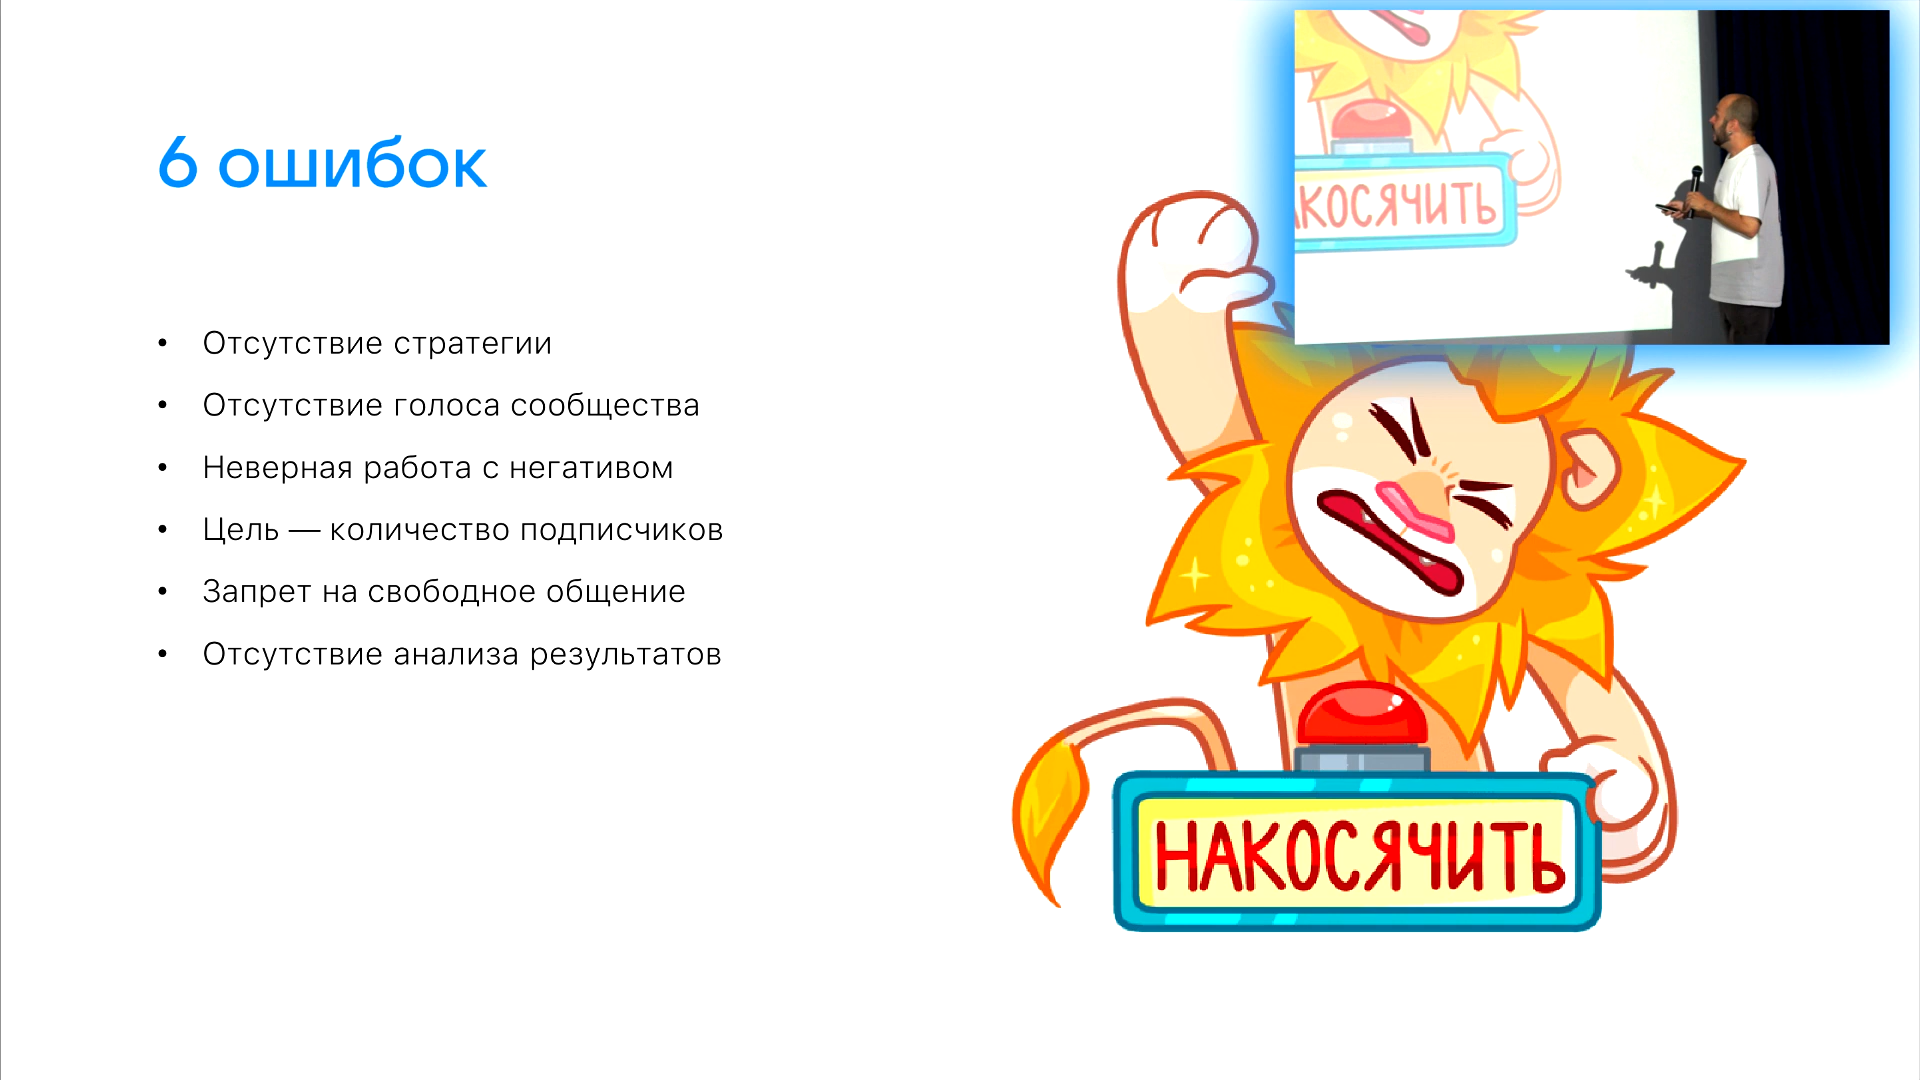 6 ошибок
• Отсутствие стратегии
• Отсутствие голоса сообщества
• Неверная работа с негативом
• Цель — количество подписчиков
• Запрет на свободное общение
• Отсутствие анализа результатов
АКОСЯЧИТЬ
НАКОСЯЧИТЬ